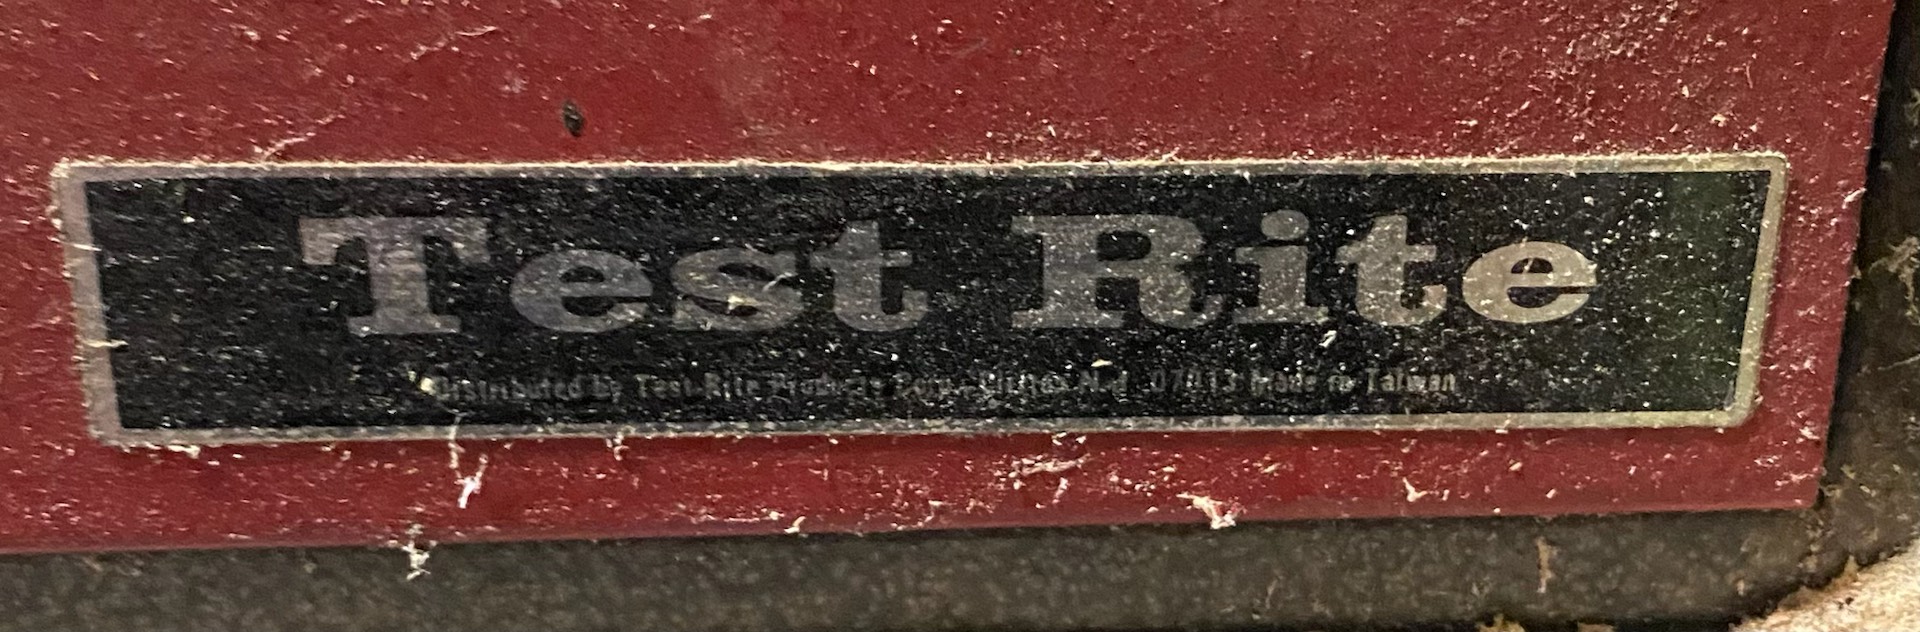 Test Rite
Distributed by Test-Rite Products Corp., Clifton N.J. 07013 Made in Taiwan